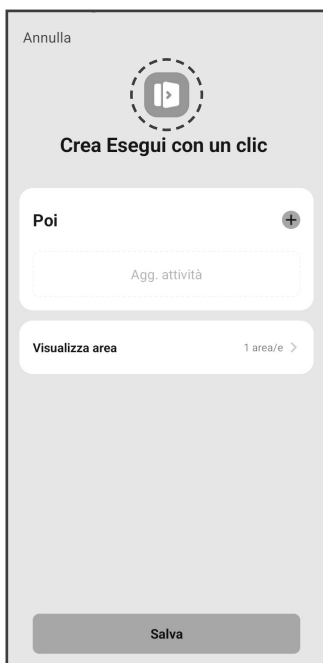 Annulla
Crea Esegui con un clic
Poi
Agg. attività
Visualizza area 1 area/e
Salva